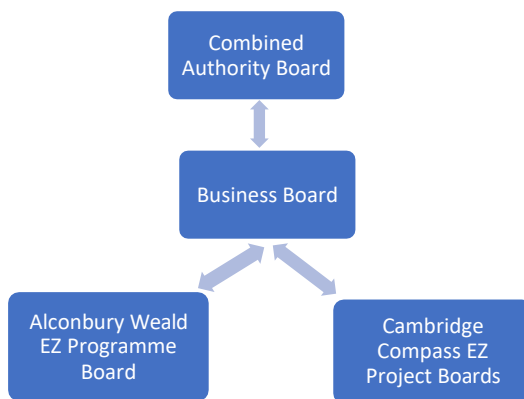 Combined
Authority Board
Business Board
Alconbury Weald
EZ Programme
Board
Cambridge
Compass EZ
Project Boards